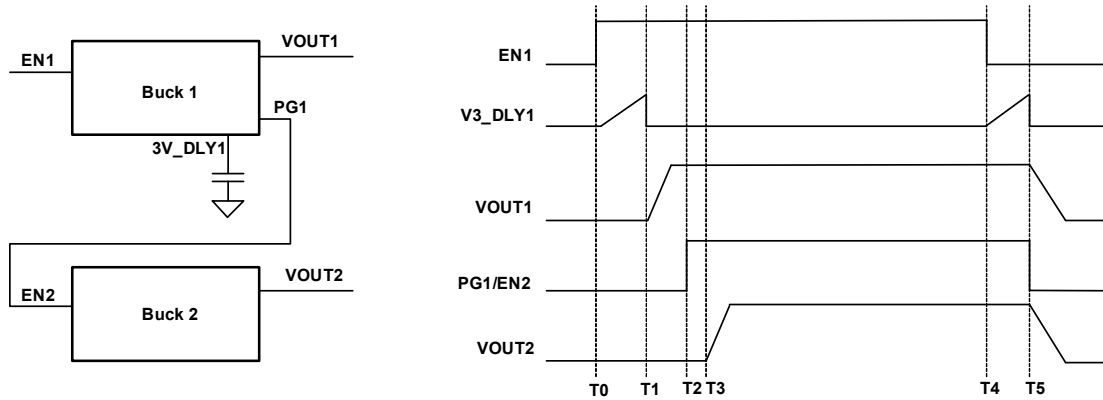 EN1
VOUT1
Buck 1
PG1
3V_DLY1
EN2
VOUT2
Buck 2
EN1
V3_DLY1
VOUT1
PG1/EN2
VOUT2
T0 T1 T2 T3 T4 T5